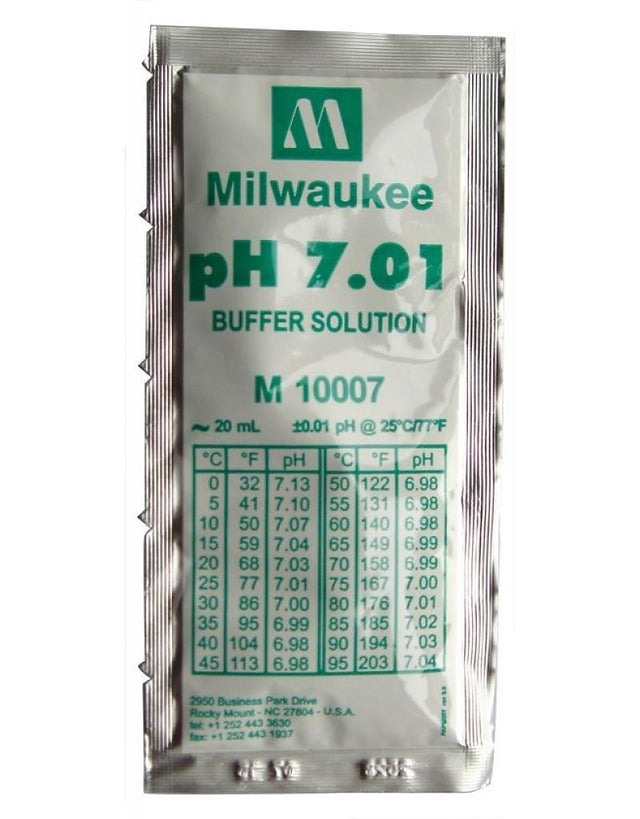 M
Milwaukee
pH 7.01
BUFFER SOLUTION
M 10007
~ 20 mL ±0.01 pH @ 25°C/77°F
°C °F pH °C °F pH
0 32 7.13 50 122 6.98
5 41 7.10 55 131 6.98
10 50 7.07 60 140 6.98
15 59 7.04 65 149 6.99
20 68 7.03 70 158 6.99
25 77 7.01 75 167 7.00
30 86 7.00 80 176 7.01
35 95 6.99 85 185 7.02
40 104 6.98 90 194 7.03
45 113 6.98 95 203 7.04
2950 Business Park Drive
Rocky Mount - NC 27804 - U.S.A.
tel: +1 252 443 3630
fax: +1 252 443 1937